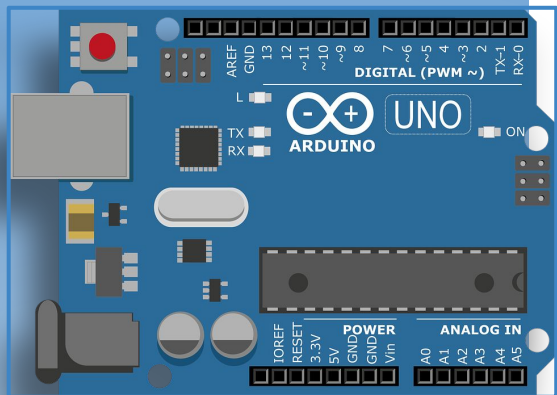 AREF
GND
13
12
~11
~10
~9
8
7
~6
~5
4
~3
2
TX-1
RX-0
DIGITAL (PWM ~)
L
TX
RX
ARDUINO
UNO
ON
IOREF
RESET
3.3V
5V
GND
GND
Vin
POWER
ANALOG IN
A0
A1
A2
A3
A4
A5